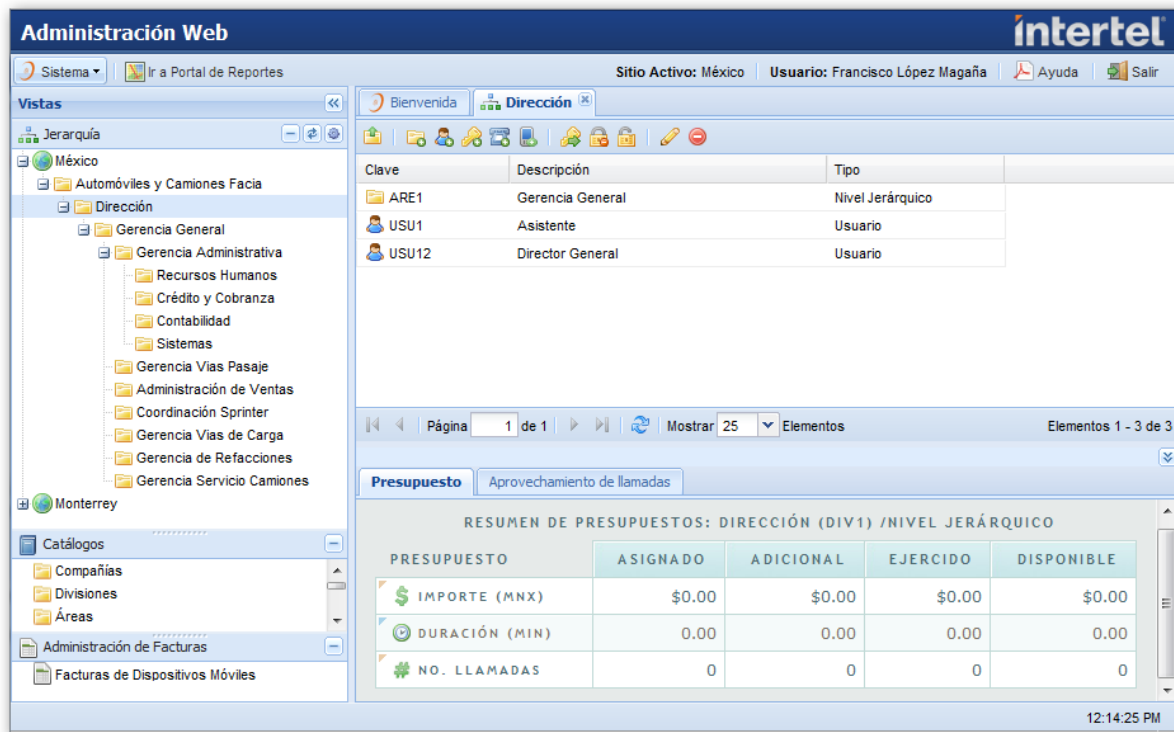 Administración Web
intertel
Sistema
Ir a Portal de Reportes
Sitio Activo: México
Usuario: Francisco López Magaña
Ayuda
Salir
Vistas
Jerarquía
México
Automóviles y Camiones Facia
Dirección
Gerencia General
Gerencia Administrativa
Recursos Humanos
Crédito y Cobranza
Contabilidad
Sistemas
Gerencia Vias Pasaje
Administración de Ventas
Coordinación Sprinter
Gerencia Vias de Carga
Gerencia de Refacciones
Gerencia Servicio Camiones
Monterrey
Catálogos
Compañías
Divisiones
Áreas
Administración de Facturas
Facturas de Dispositivos Móviles
Bienvenida
Dirección
Clave Descripción Tipo
ARE1 Gerencia General Nivel Jerárquico
USU1 Asistente Usuario
USU12 Director General Usuario
Página 1 de 1 Mostrar 25 Elementos Elementos 1 - 3 de 3
Presupuesto
Aprovechamiento de llamadas
RESUMEN DE PRESUPUESTOS: DIRECCIÓN (DIV1) /NIVEL JERÁRQUICO
PRESUPUESTO ASIGNADO ADICIONAL EJERCIDO DISPONIBLE
IMPORTE (MNX) $0.00 $0.00 $0.00 $0.00
DURACIÓN (MIN) 0.00 0.00 0.00 0.00
NO. LLAMADAS 0 0 0 0
12:14:25 PM